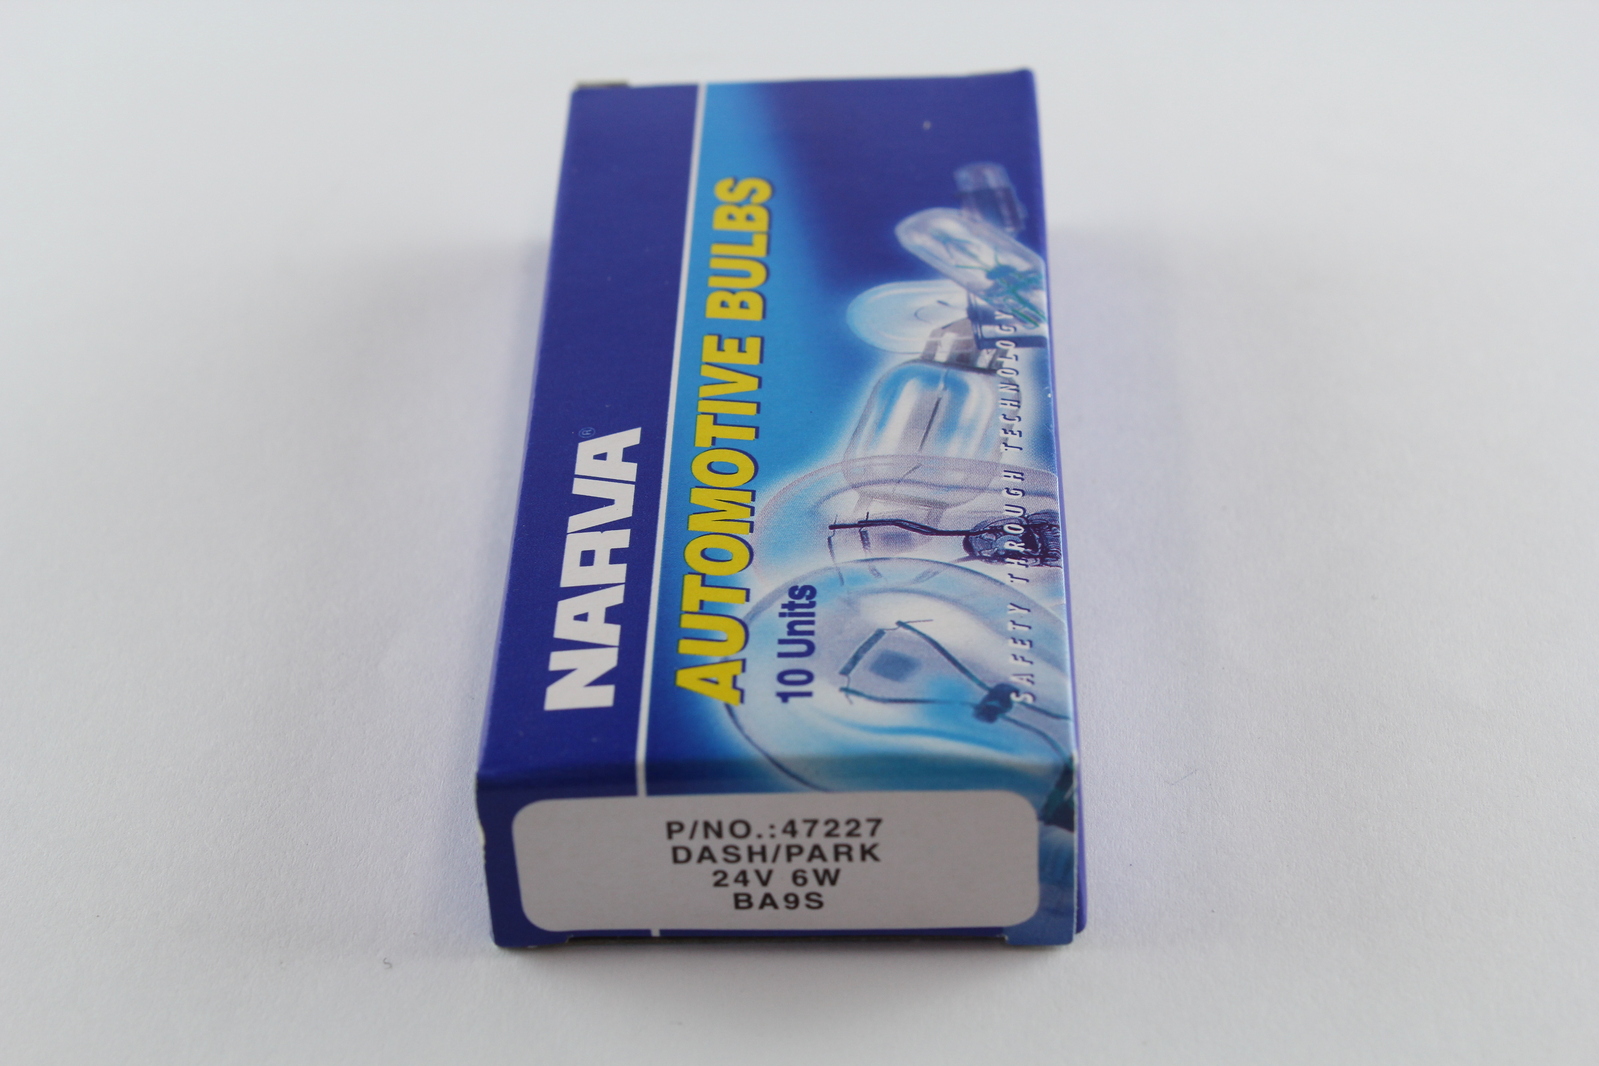 NARVA®
AUTOMOTIVE BULBS
10 Units
SAFETY THROUGH TECHNOLOGY
P/NO.:47227
DASH/PARK
24V 6W
BA9S